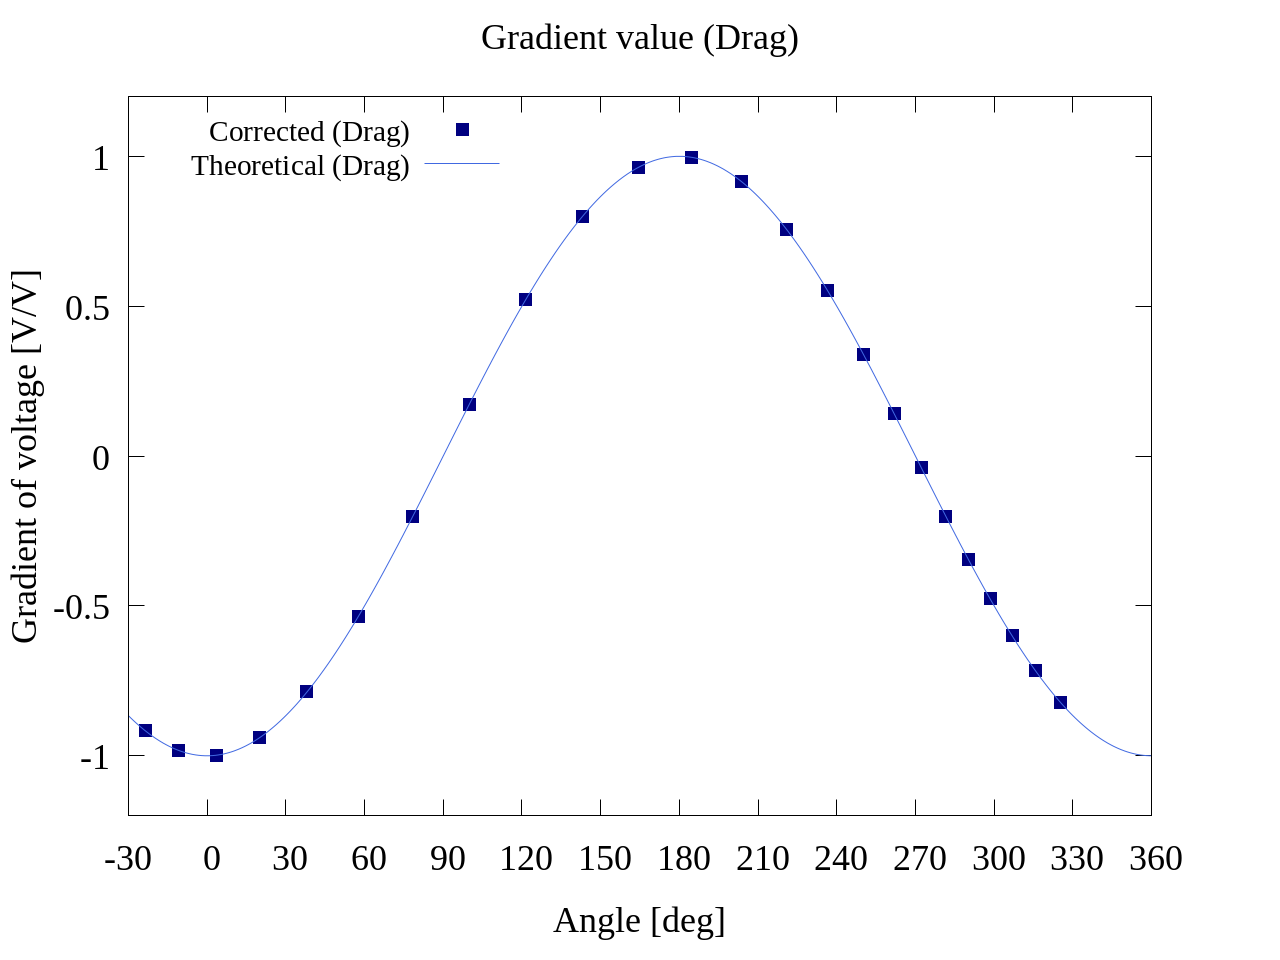 Gradient value (Drag)
Corrected (Drag)
Theoretical (Drag)
1
0.5
0
-0.5
-1
Gradient of voltage [V/V]
-30 0 30 60 90 120 150 180 210 240 270 300 330 360
Angle [deg]